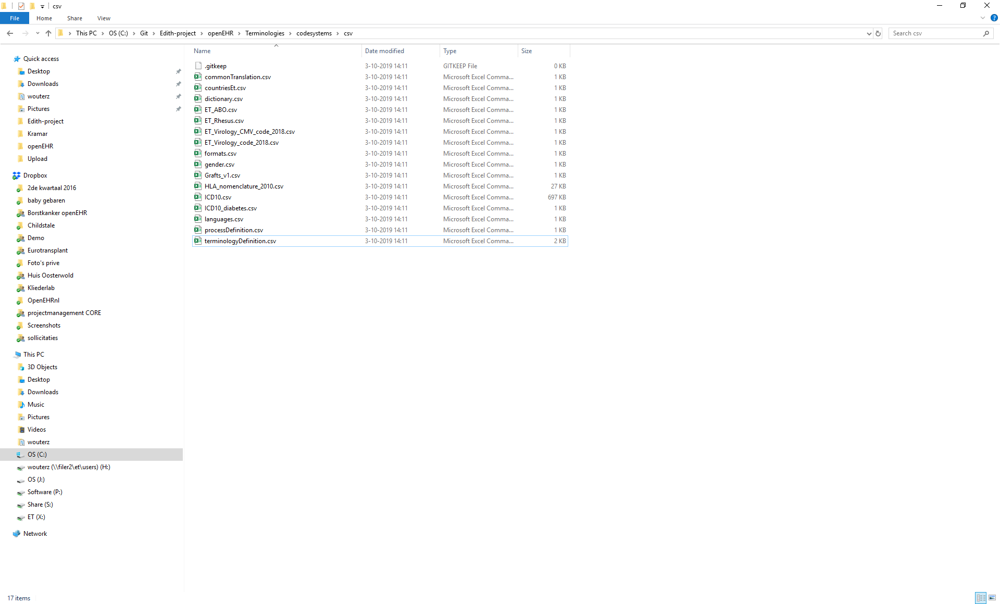 csv
File Home Share View
This PC OS (C:) Git Edith-project openEHR Terminologies codesystems csv
Search csv
Name Date modified Type Size
.gitkeep 3-10-2019 14:11 GITKEEP File 0 KB
commonTranslation.csv 3-10-2019 14:11 Microsoft Excel Comma... 1 KB
countriesEt.csv 3-10-2019 14:11 Microsoft Excel Comma... 1 KB
dictionary.csv 3-10-2019 14:11 Microsoft Excel Comma... 1 KB
ET_ABO.csv 3-10-2019 14:11 Microsoft Excel Comma... 1 KB
ET_Rhesus.csv 3-10-2019 14:11 Microsoft Excel Comma... 1 KB
ET_Virology_CMV_code_2018.csv 3-10-2019 14:11 Microsoft Excel Comma... 1 KB
ET_Virology_code_2018.csv 3-10-2019 14:11 Microsoft Excel Comma... 1 KB
formats.csv 3-10-2019 14:11 Microsoft Excel Comma... 1 KB
gender.csv 3-10-2019 14:11 Microsoft Excel Comma... 1 KB
Grafts_v1.csv 3-10-2019 14:11 Microsoft Excel Comma... 1 KB
HLA_nomenclature_2010.csv 3-10-2019 14:11 Microsoft Excel Comma... 27 KB
ICD10.csv 3-10-2019 14:11 Microsoft Excel Comma... 697 KB
ICD10_diabetes.csv 3-10-2019 14:11 Microsoft Excel Comma... 1 KB
languages.csv 3-10-2019 14:11 Microsoft Excel Comma... 1 KB
processDefinition.csv 3-10-2019 14:11 Microsoft Excel Comma... 1 KB
terminologyDefinition.csv 3-10-2019 14:11 Microsoft Excel Comma... 2 KB
Quick access
Desktop
Downloads
wouterz
Pictures
Edith-project
Kramar
openEHR
Upload
Dropbox
2de kwartaal 2016
baby gebaren
Borstkanker openEHR
Childstale
Demo
Eurotransplant
Foto's prive
Huis Oosterwold
Kliederlab
OpenEHRnl
projectmanagement CORE
Screenshots
sollicitaties
This PC
3D Objects
Desktop
Downloads
Music
Pictures
Videos
wouterz
OS (C:)
wouterz (\\filer2\et\users) (H:)
OS (J:)
Software (P:)
Share (S:)
ET (X:)
Network
17 items